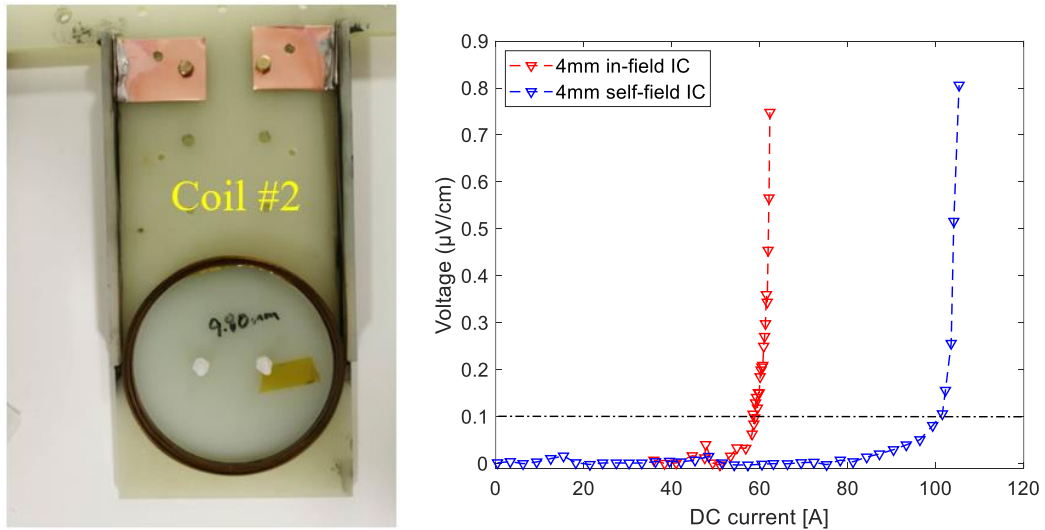 Coil #2
9.80mm
4mm in-field IC
4mm self-field IC
Voltage (µV/cm)
0.9
0.8
0.7
0.6
0.5
0.4
0.3
0.2
0.1
0
0 20 40 60 80 100 120
DC current [A]